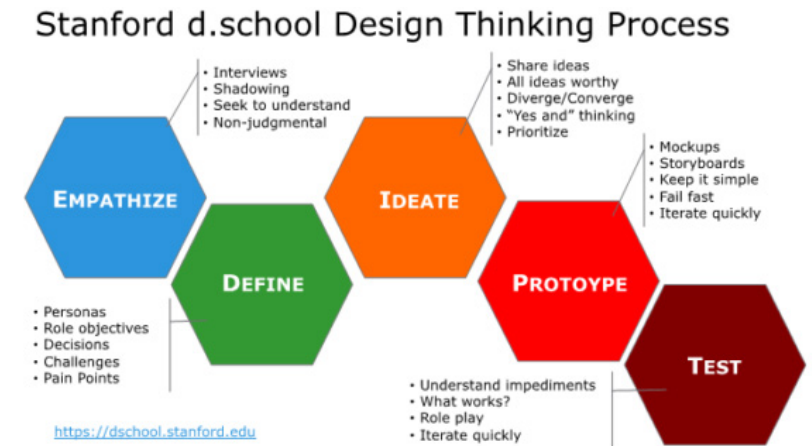 Stanford d.school Design Thinking Process
• Interviews
• Shadowing
• Seek to understand
• Non-judgmental
EMPATHIZE
• Personas
• Role objectives
• Decisions
• Challenges
• Pain Points
DEFINE
• Share ideas
• All ideas worthy
• Diverge/Converge
• "Yes and" thinking
• Prioritize
IDEATE
• Mockups
• Storyboards
• Keep it simple
• Fail fast
• Iterate quickly
PROTOYPE
• Understand impediments
• What works?
• Role play
• Iterate quickly
TEST
https://dschool.stanford.edu